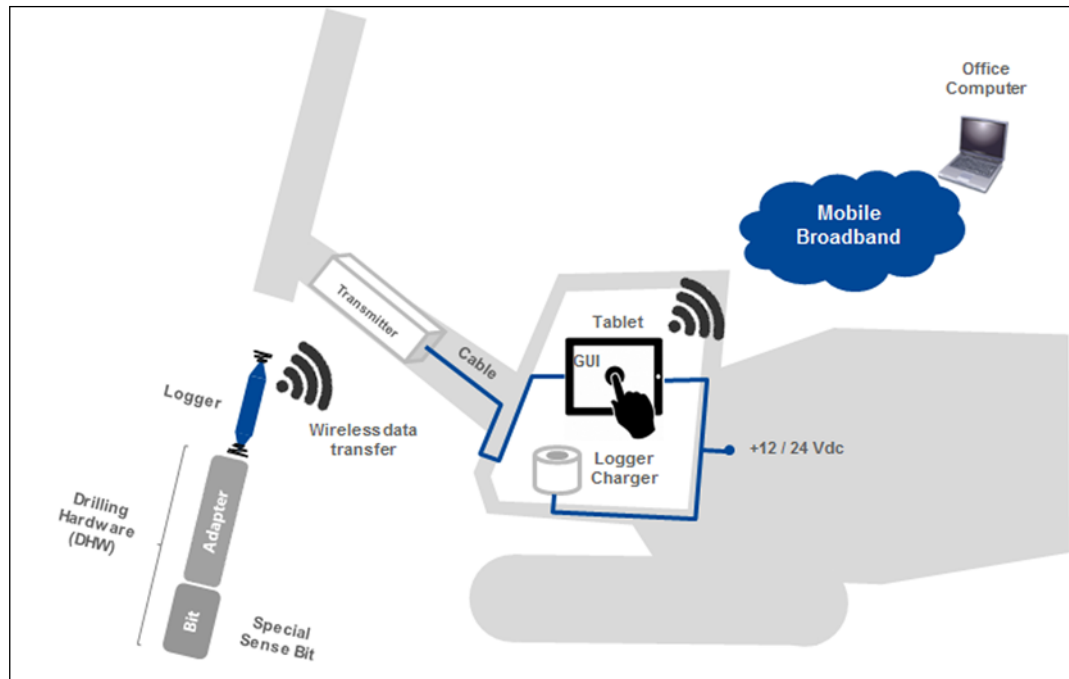 Office
Computer
Mobile
Broadband
Transmitter
Cable
Tablet
GUI
Logger
Wireless data
transfer
Logger
Charger
+12 / 24 Vdc
Drilling
Hardware
(DHW)
Adapter
Bit
Special
Sense Bit